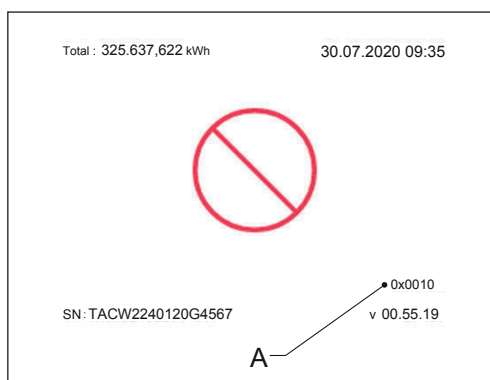 Total : 325.637,622 kWh
30.07.2020 09:35
0x0010
SN: TACW2240120G4567
v 00.55.19
A